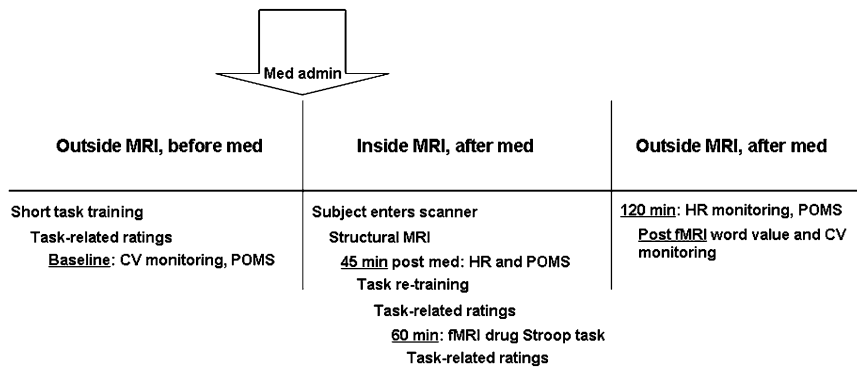 Med admin
Outside MRI, before med
Inside MRI, after med
Outside MRI, after med
Short task training
Task-related ratings
Baseline: CV monitoring, POMS
Subject enters scanner
Structural MRI
45 min post med: HR and POMS
Task re-training
Task-related ratings
60 min: fMRI drug Stroop task
Task-related ratings
120 min: HR monitoring, POMS
Post fMRI word value and CV
monitoring